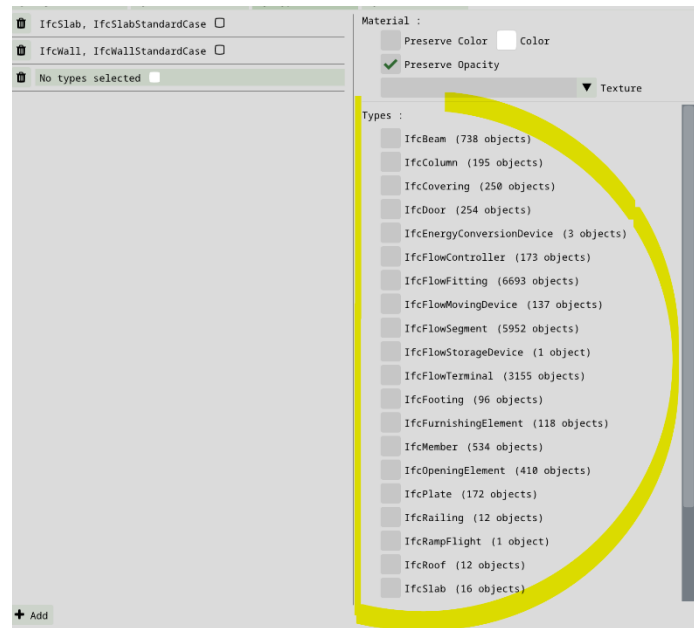 IfcSlab, IfcSlabStandardCase
IfcWall, IfcWallStandardCase
No types selected
Add
Material :
Preserve Color Color
Preserve Opacity
Texture
Types :
IfcBeam (738 objects)
IfcColumn (195 objects)
IfcCovering (250 objects)
IfcDoor (254 objects)
IfcEnergyConversionDevice (3 objects)
IfcFlowController (173 objects)
IfcFlowFitting (6693 objects)
IfcFlowMovingDevice (137 objects)
IfcFlowSegment (5952 objects)
IfcFlowStorageDevice (1 object)
IfcFlowTerminal (3155 objects)
IfcFooting (96 objects)
IfcFurnishingElement (118 objects)
IfcMember (534 objects)
IfcOpeningElement (410 objects)
IfcPlate (172 objects)
IfcRailing (12 objects)
IfcRampFlight (1 object)
IfcRoof (12 objects)
IfcSlab (16 objects)